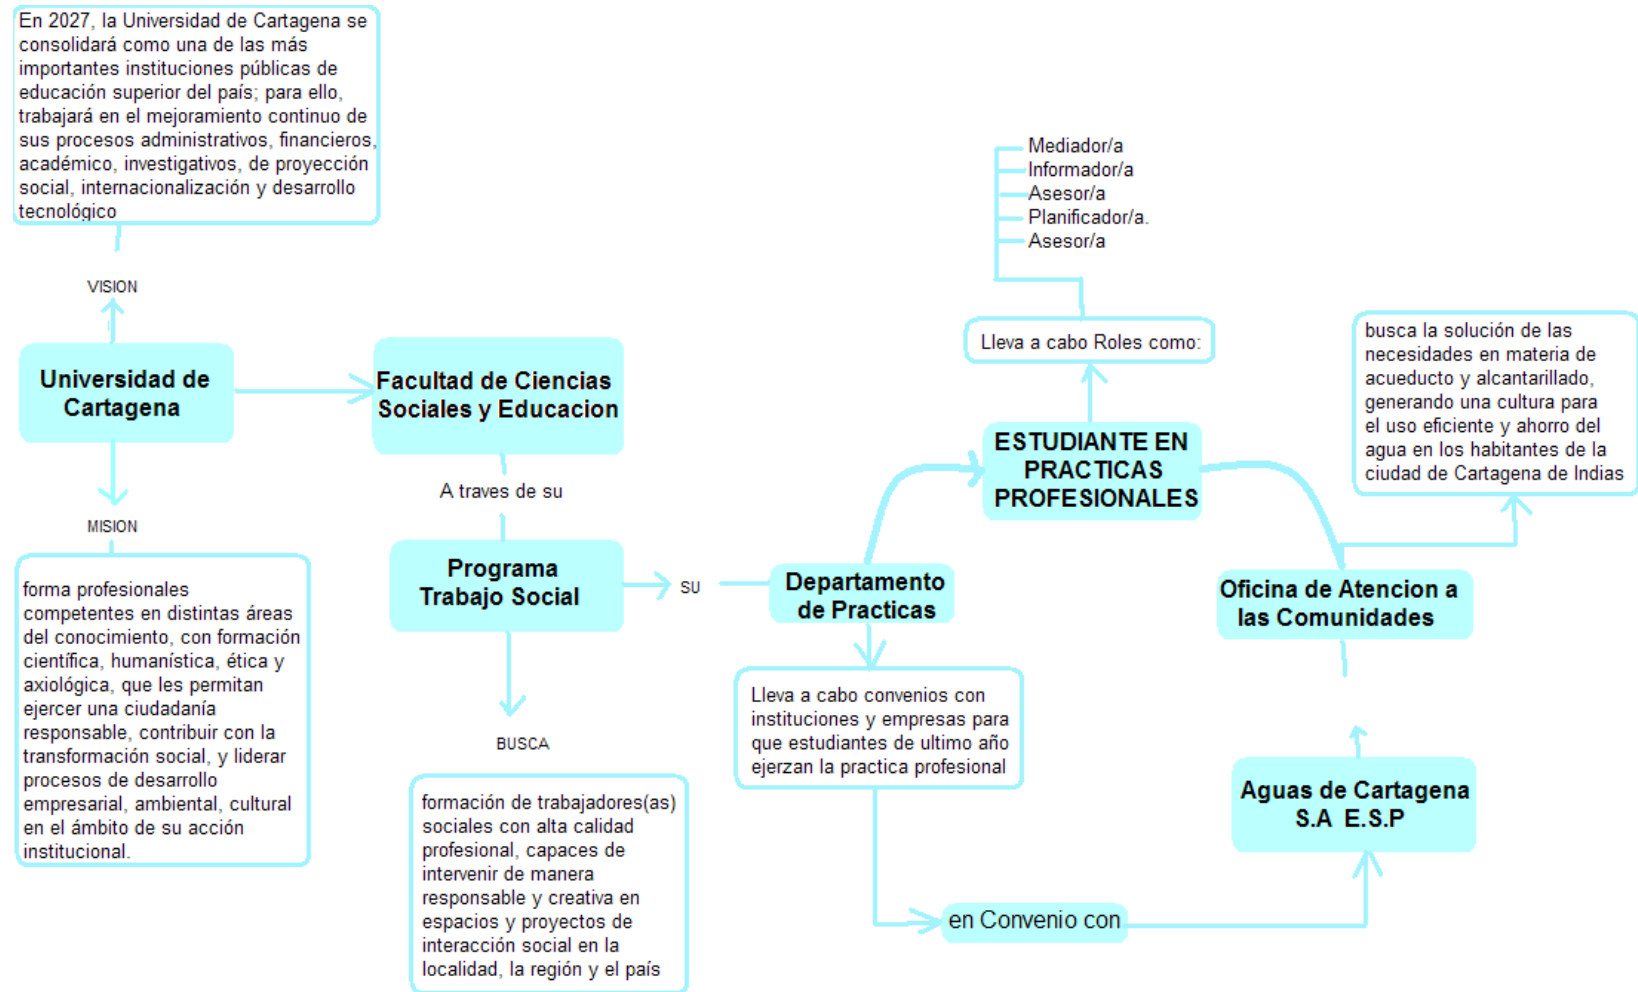 En 2027, la Universidad de Cartagena se
consolidará como una de las más
importantes instituciones públicas de
educación superior del país; para ello,
trabajará en el mejoramiento continuo de
sus procesos administrativos, financieros,
académico, investigativos, de proyección
social, internacionalización y desarrollo
tecnológico
VISION
Universidad de
Cartagena
MISION
forma profesionales
competentes en distintas áreas
del conocimiento, con formación
científica, humanística, ética y
axiológica, que les permitan
ejercer una ciudadanía
responsable, contribuir con la
transformación social, y liderar
procesos de desarrollo
empresarial, ambiental, cultural
en el ámbito de su acción
institucional.
Facultad de Ciencias
Sociales y Educacion
A traves de su
Programa
Trabajo Social
BUSCA
formación de trabajadores(as)
sociales con alta calidad
profesional, capaces de
intervenir de manera
responsable y creativa en
espacios y proyectos de
interacción social en la
localidad, la región y el país
SU
Departamento
de Practicas
Lleva a cabo convenios con
instituciones y empresas para
que estudiantes de ultimo año
ejerzan la practica profesional
en Convenio con
Mediador/a
Informador/a
Asesor/a
Planificador/a.
Asesor/a
Lleva a cabo Roles como:
ESTUDIANTE EN
PRACTICAS
PROFESIONALES
busca la solución de las
necesidades en materia de
acueducto y alcantarillado,
generando una cultura para
el uso eficiente y ahorro del
agua en los habitantes de la
ciudad de Cartagena de Indias
Oficina de Atencion a
las Comunidades
Aguas de Cartagena
S.A E.S.P